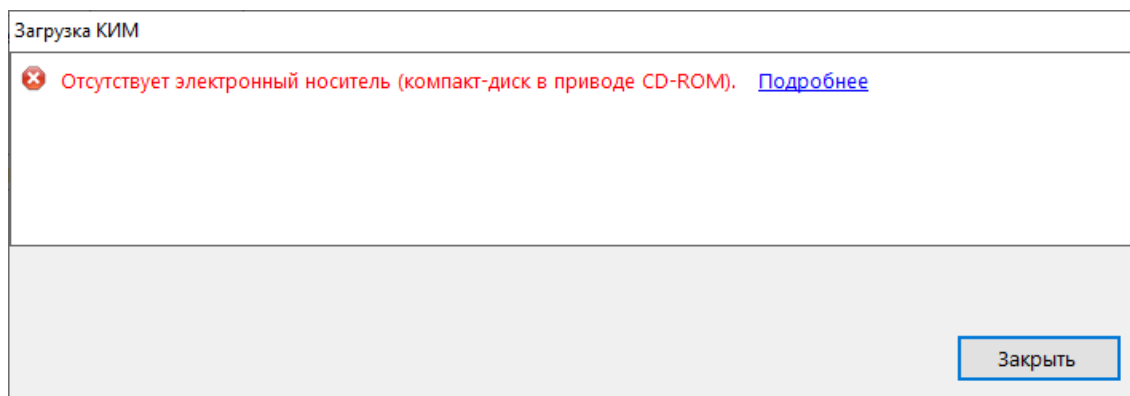 Загрузка КИМ
Отсутствует электронный носитель (компакт-диск в приводе CD-ROM). Подробнее
Закрыть